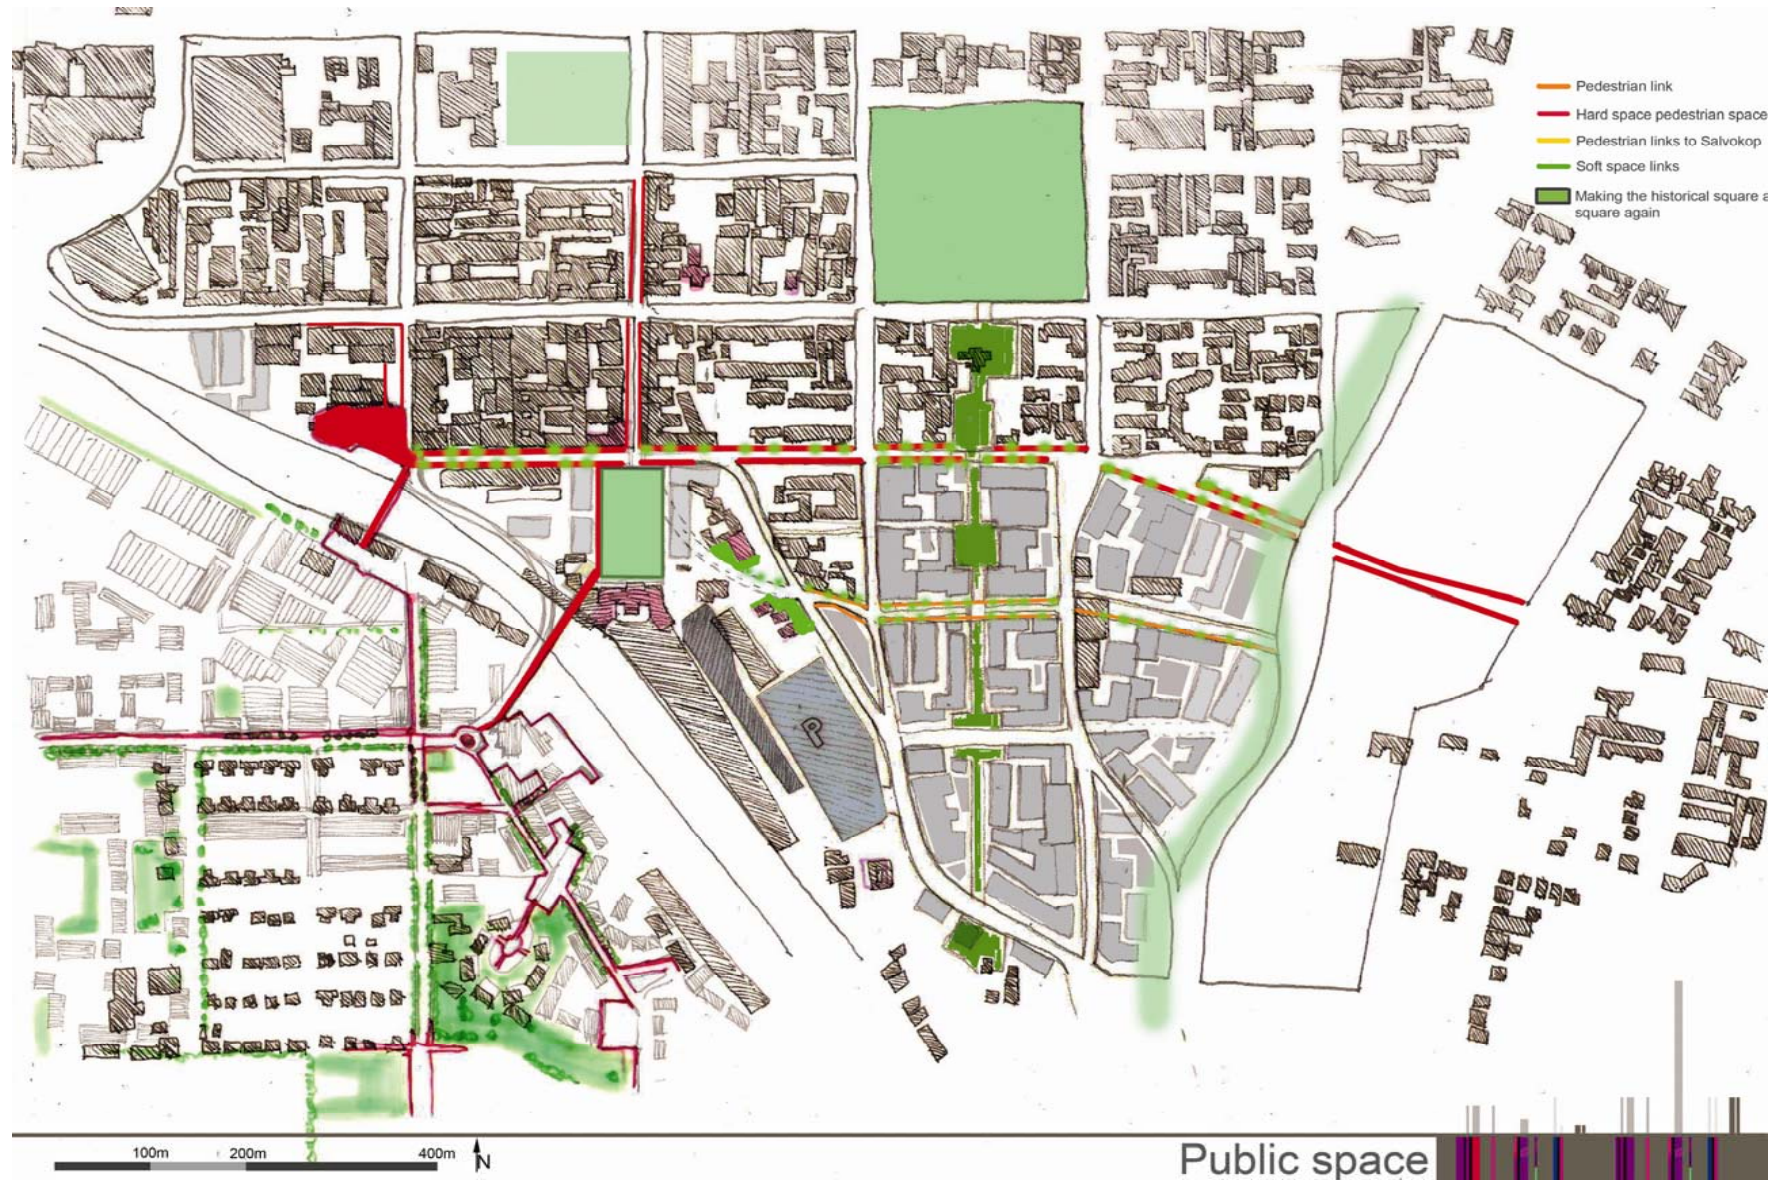 Pedestrian link
Hard space pedestrian space
Pedestrian links to Salvokop
Soft space links
Making the historical square a
square again
P
100m
200m
400m
N
Public space